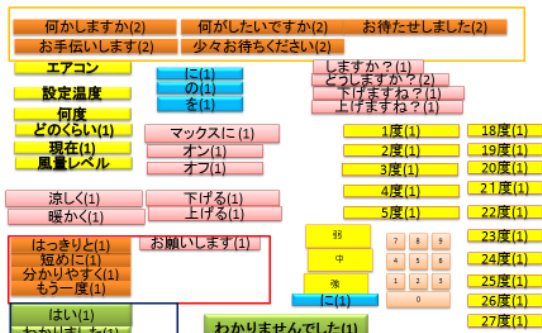 何かしますか(2) 何がしたいですか(2) お待たせしました(2)
お手伝いします(2) 少々お待ちください(2)
エアコン
設定温度
何度
どのくらい(1)
現在(1)
風量レベル
に(1)
の(1)
を(1)
しますか？(1)
どうしますか？(2)
下げますね？(1)
上げますね？(1)
マックスに (1)
オン(1)
オフ(1)
涼しく(1)
暖かく(1)
下げる(1)
上げる(1)
1度(1)
2度(1)
3度(1)
4度(1)
5度(1)
18度(1)
19度(1)
20度(1)
21度(1)
22度(1)
23度(1)
24度(1)
25度(1)
26度(1)
27度(1)
はっきりと(1)
短めに(1)
分かりやすく(1)
もう一度(1)
お願いします(1)
弱
中
強
に(1)
7 8 9
4 5 6
1 2 3
0
はい(1)
わかりました(1)
わかりませんでした(1)